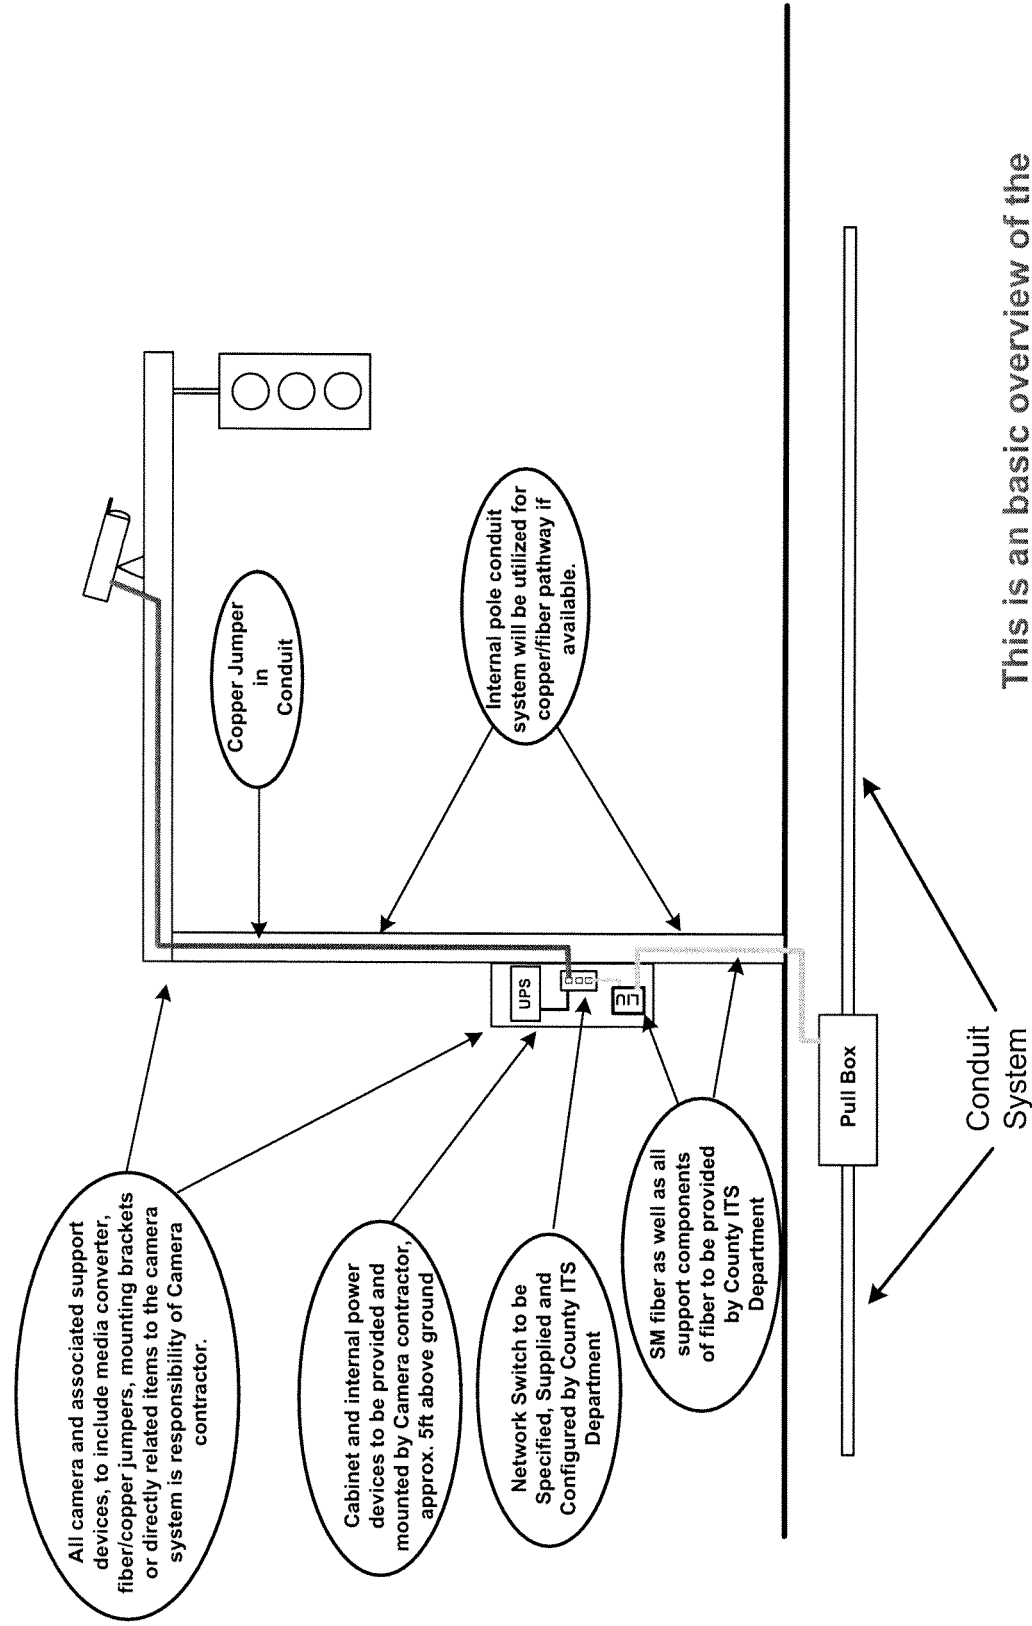 All camera and associated support
devices, to include media converter,
fiber/copper jumpers, mounting brackets
or directly related items to the camera
system is responsibility of Camera
contractor.
Copper Jumper
in
Conduit
Cabinet and internal power
devices to be provided and
mounted by Camera contractor,
approx. 5ft above ground
Internal pole conduit
system will be utilized for
copper/fiber pathway if
available.
UPS
Network Switch to be
Specified, Supplied and
Configured by County ITS
Department
SM fiber as well as all
support components
of fiber to be provided
by County ITS
Department
Pull Box
Conduit
System
This is an basic overview of the